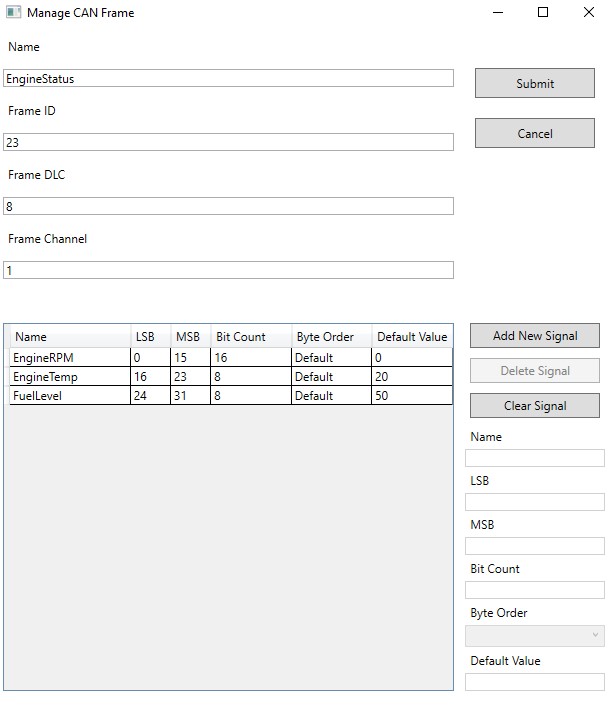 Manage CAN Frame
Name
EngineStatus
Submit
Frame ID
23
Cancel
Frame DLC
8
Frame Channel
1
Name LSB MSB Bit Count Byte Order Default Value
EngineRPM 0 15 16 Default 0
EngineTemp 16 23 8 Default 20
FuelLevel 24 31 8 Default 50
Add New Signal
Delete Signal
Clear Signal
Name
LSB
MSB
Bit Count
Byte Order
Default Value